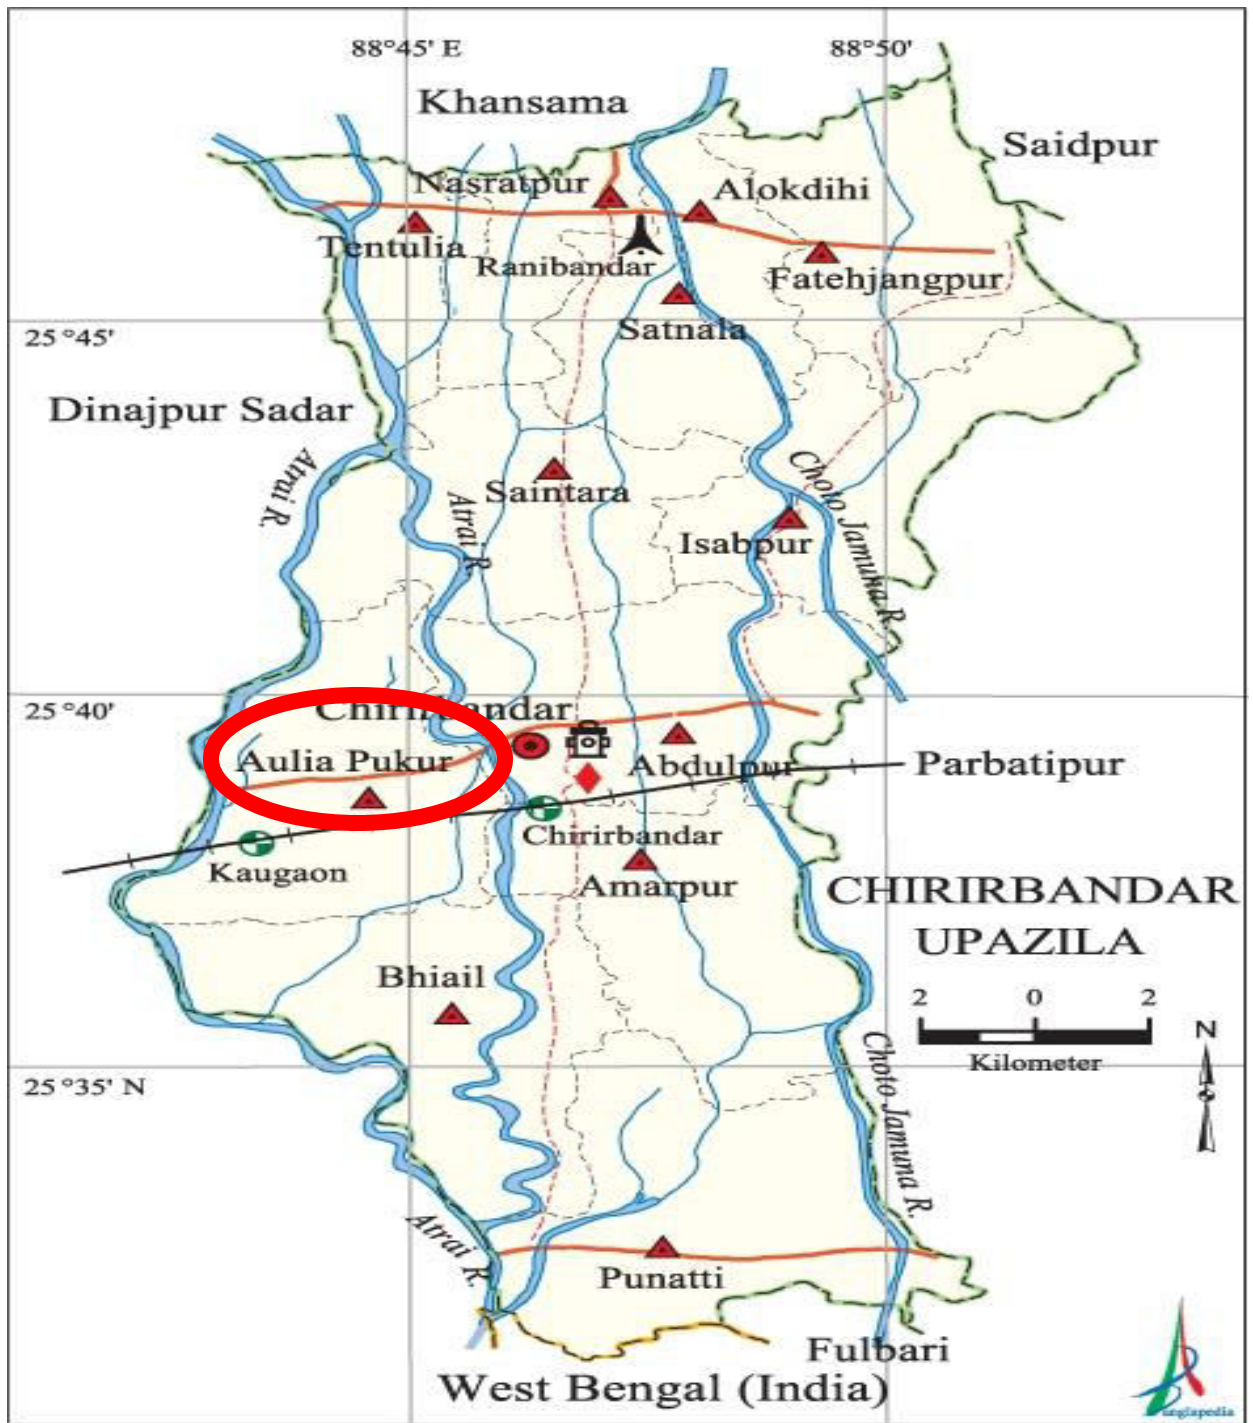 88°45' E
88°50'
Khansama
Saidpur
Nasratpur
Alokdihi
Tentulia
Ranibandar
Fatehjangpur
Satnala
25°45'
Dinajpur Sadar
Atrai R.
Atrai R.
Saintara
Choto Jamuna R.
Isabpur
25°40'
Chirirbandar
Aulia Pukur
Abdulpur
Parbatipur
Chirirbandar
Kaugaon
Amarpur
CHIRIRBANDAR
UPAZILA
Bhiail
2 0 2
Kilometer
N
25°35' N
Choto Jamuna R.
Atrai R.
Punatti
Fulbari
West Bengal (India)
anglapedia